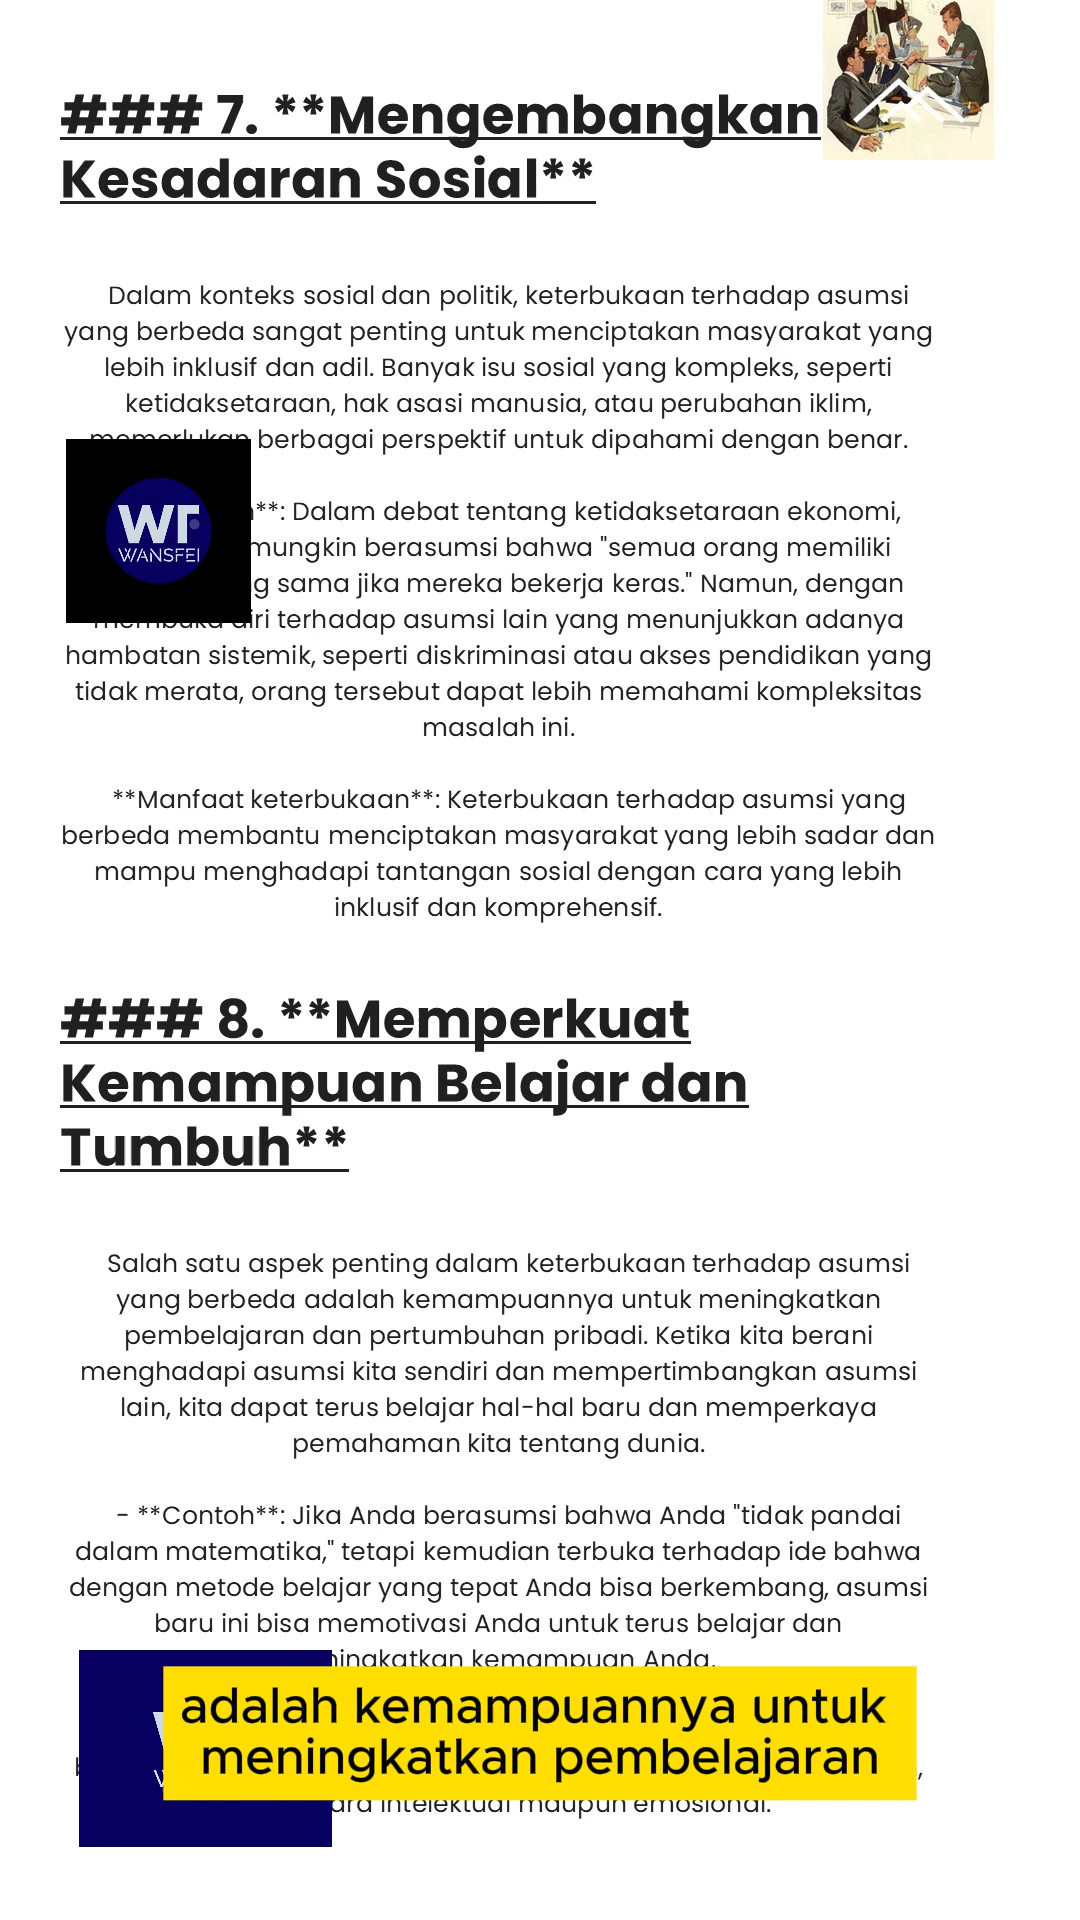 ### 7. **Mengembangkan
Kesadaran Sosial**
Dalam konteks sosial dan politik, keterbukaan terhadap asumsi
yang berbeda sangat penting untuk menciptakan masyarakat yang
lebih inklusif dan adil. Banyak isu sosial yang kompleks, seperti
ketidaksetaraan, hak asasi manusia, atau perubahan iklim,
memerlukan berbagai perspektif untuk dipahami dengan benar.
WF
WANSFEI
**: Dalam debat tentang ketidaksetaraan ekonomi,
mungkin berasumsi bahwa "semua orang memiliki
sama jika mereka bekerja keras." Namun, dengan
membuka diri terhadap asumsi lain yang menunjukkan adanya
hambatan sistemik, seperti diskriminasi atau akses pendidikan yang
tidak merata, orang tersebut dapat lebih memahami kompleksitas
masalah ini.
**Manfaat keterbukaan**: Keterbukaan terhadap asumsi yang
berbeda membantu menciptakan masyarakat yang lebih sadar dan
mampu menghadapi tantangan sosial dengan cara yang lebih
inklusif dan komprehensif.
### 8. **Memperkuat
Kemampuan Belajar dan
Tumbuh**
Salah satu aspek penting dalam keterbukaan terhadap asumsi
yang berbeda adalah kemampuannya untuk meningkatkan
pembelajaran dan pertumbuhan pribadi. Ketika kita berani
menghadapi asumsi kita sendiri dan mempertimbangkan asumsi
lain, kita dapat terus belajar hal-hal baru dan memperkaya
pemahaman kita tentang dunia.
- **Contoh**: Jika Anda berasumsi bahwa Anda "tidak pandai
dalam matematika," tetapi kemudian terbuka terhadap ide bahwa
dengan metode belajar yang tepat Anda bisa berkembang, asumsi
baru ini bisa memotivasi Anda untuk terus belajar dan
kemampuan Anda.
adalah kemampuannya untuk
meningkatkan pembelajaran
intelektual maupun emosional.